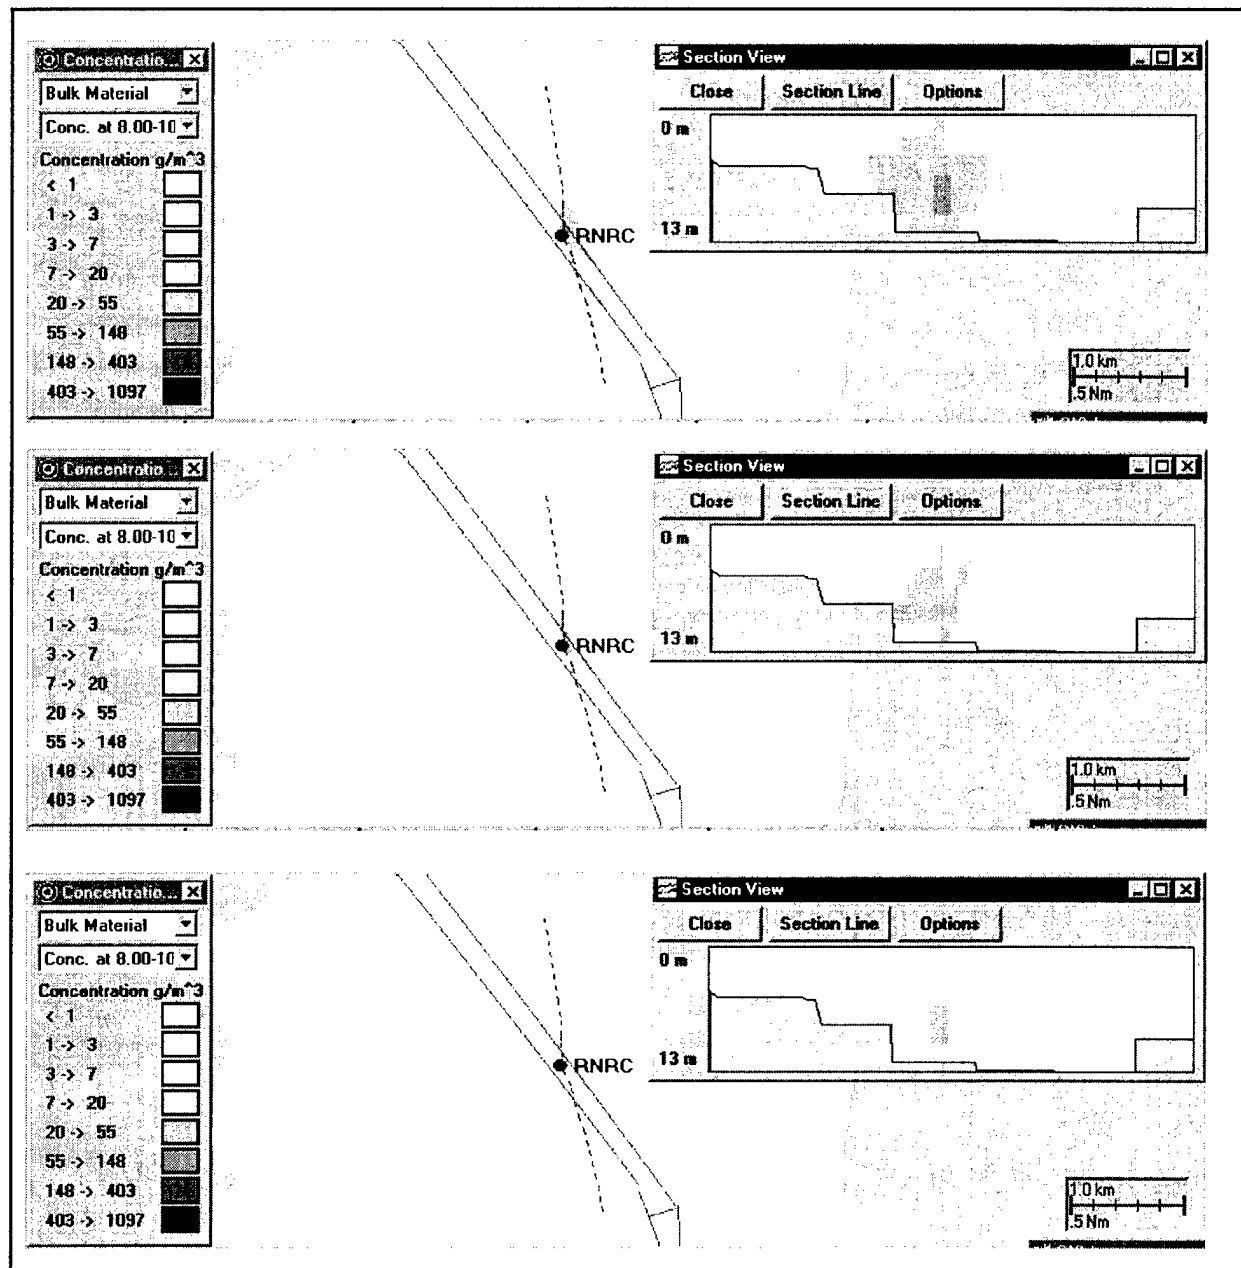 Concentratio...
Bulk Material
Conc. at 8.00-10
Concentration g/m^3
< 1
1 -> 3
3 -> 7
7 -> 20
20 -> 55
55 -> 148
148 -> 403
403 -> 1097
RNRC
Section View
Close Section Line Options
0 m
13 m
1.0 km
.5 Nm
Concentratio...
Bulk Material
Conc. at 8.00-10
Concentration g/m^3
< 1
1 -> 3
3 -> 7
7 -> 20
20 -> 55
55 -> 148
148 -> 403
403 -> 1097
RNRC
Section View
Close Section Line Options
0 m
13 m
1.0 km
.5 Nm
Concentratio...
Bulk Material
Conc. at 8.00-10
Concentration g/m^3
< 1
1 -> 3
3 -> 7
7 -> 20
20 -> 55
55 -> 148
148 -> 403
403 -> 1097
RNRC
Section View
Close Section Line Options
0 m
13 m
1.0 km
.5 Nm